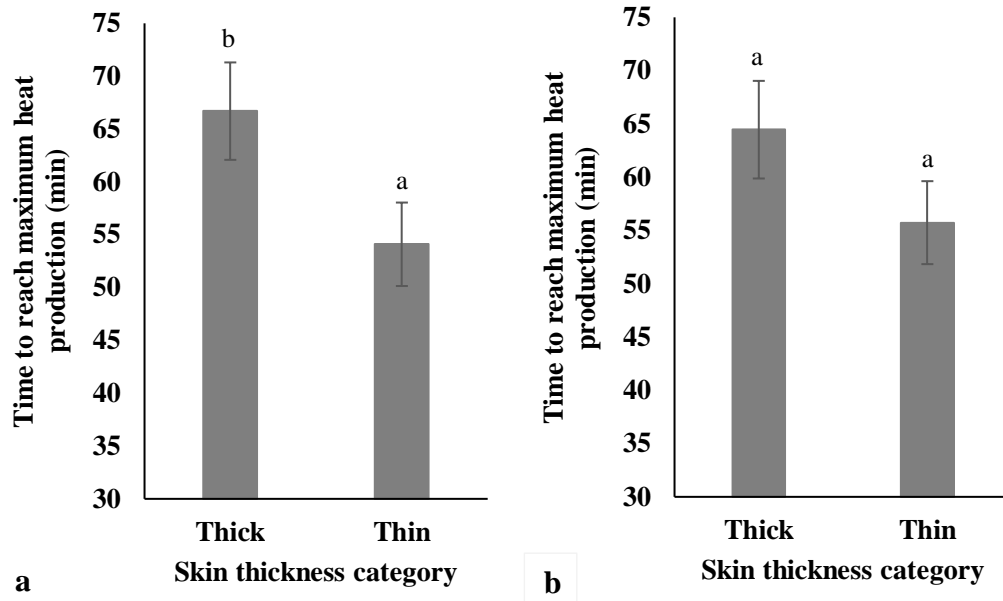 Time to reach maximum heat
production (min)
75
70
65
60
55
50
45
40
35
30
b
a
Thick
Thin
Skin thickness category
a
Time to reach maximum heat
production (min)
75
70
65
60
55
50
45
40
35
30
a
a
Thick
Thin
Skin thickness category
b